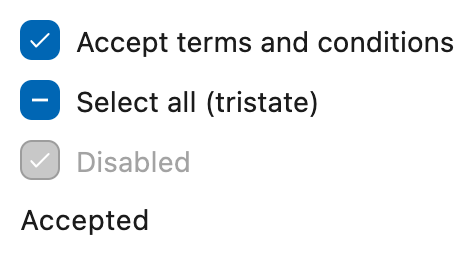 Accept terms and conditions
Select all (tristate)
Disabled
Accepted